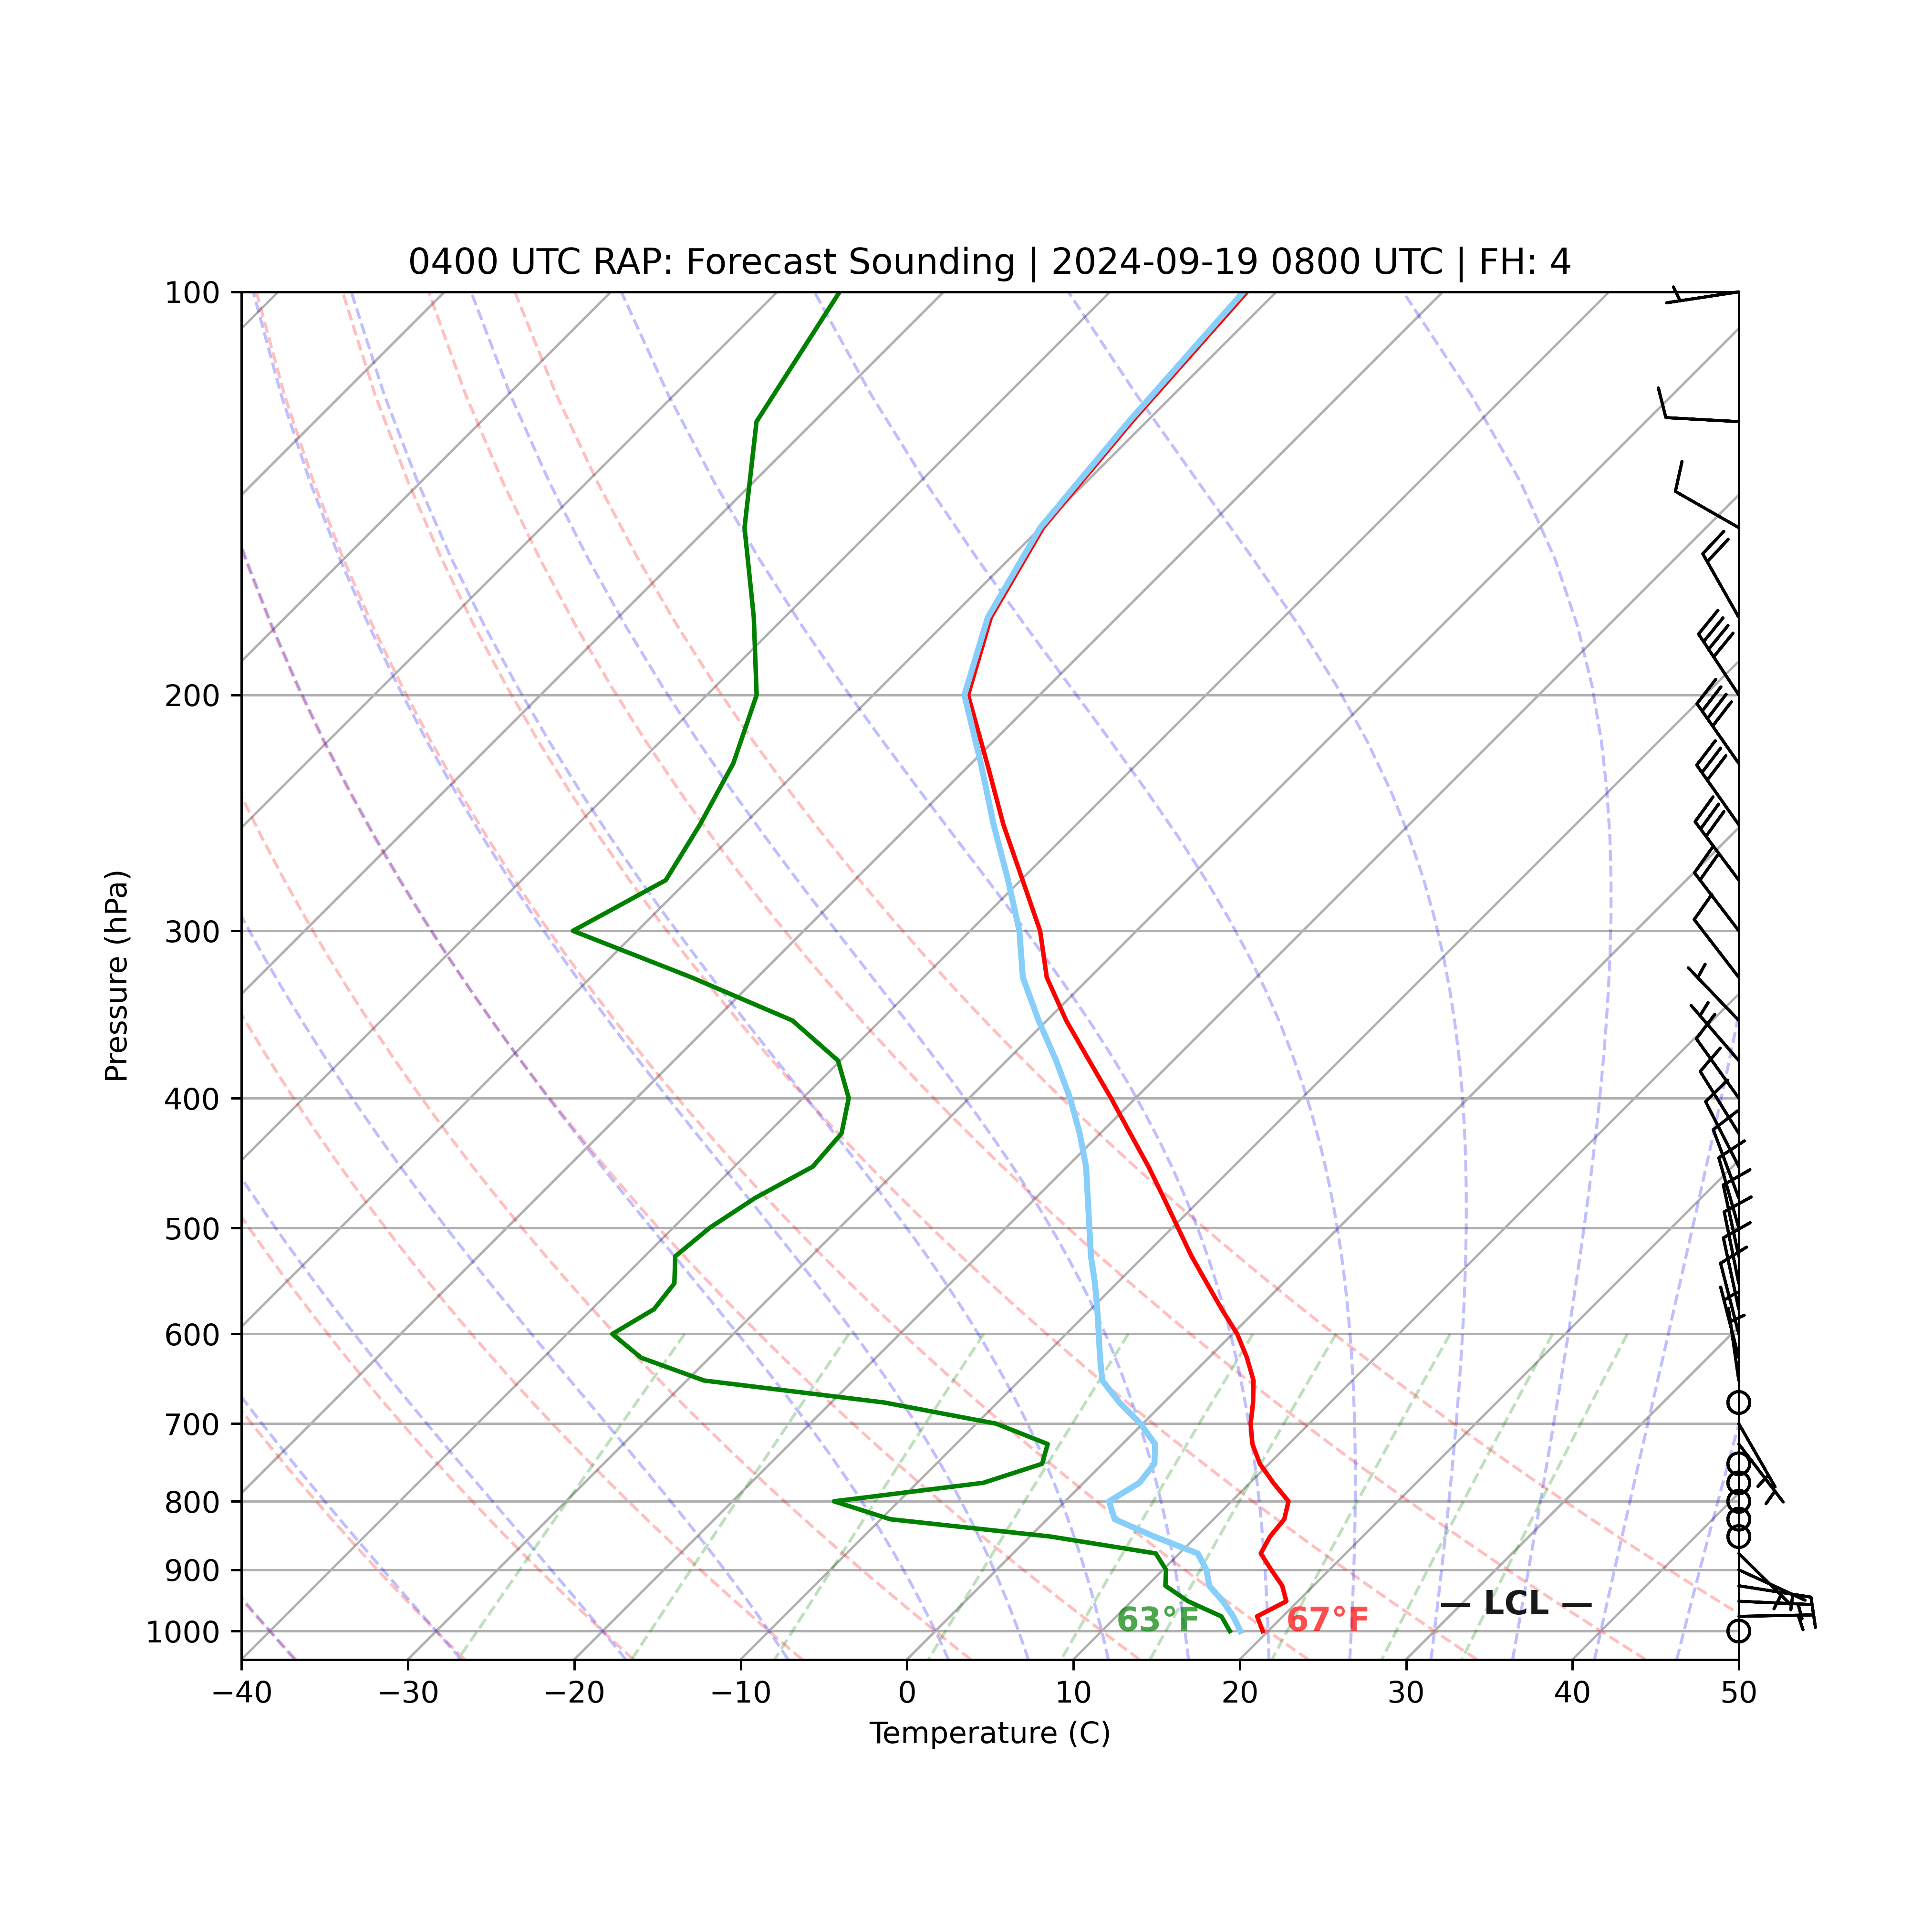 0400 UTC RAP: Forecast Sounding | 2024-09-19 0800 UTC | FH: 4
100
200
300
400
500
600
700
800
900
1000
Pressure (hPa)
63°F
67°F
— LCL —
−40 −30 −20 −10 0 10 20 30 40 50
Temperature (C)